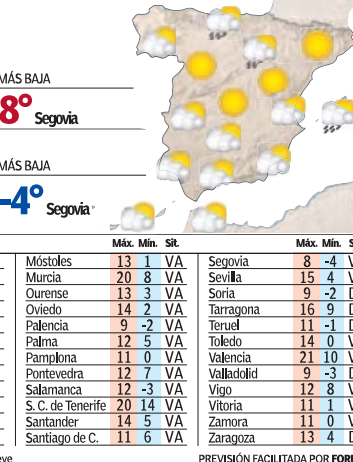 MÁS BAJA
8° Segovia
MÁS BAJA
-4° Segovia
Máx. Mín. Sit.
Móstoles 13 1 VA
Murcia 20 8 VA
Ourense 13 3 VA
Oviedo 14 2 VA
Palencia 9 -2 VA
Palma 12 5 VA
Pamplona 11 0 VA
Pontevedra 12 7 VA
Salamanca 12 -3 VA
S. C. de Tenerife 20 14 VA
Santander 14 5 VA
Santiago de C. 11 6 VA
Máx. Mín. S
Segovia 8 -4 V
Sevilla 15 4 V
Soria 9 -2 D
Tarragona 16 9 D
Teruel 11 -1 D
Toledo 14 0 V
Valencia 21 10 V
Valladolid 9 -3 D
Vigo 12 8 V
Vitoria 11 1 V
Zamora 11 0 V
Zaragoza 13 4 D
eve
PREVISIÓN FACILITADA POR FOR